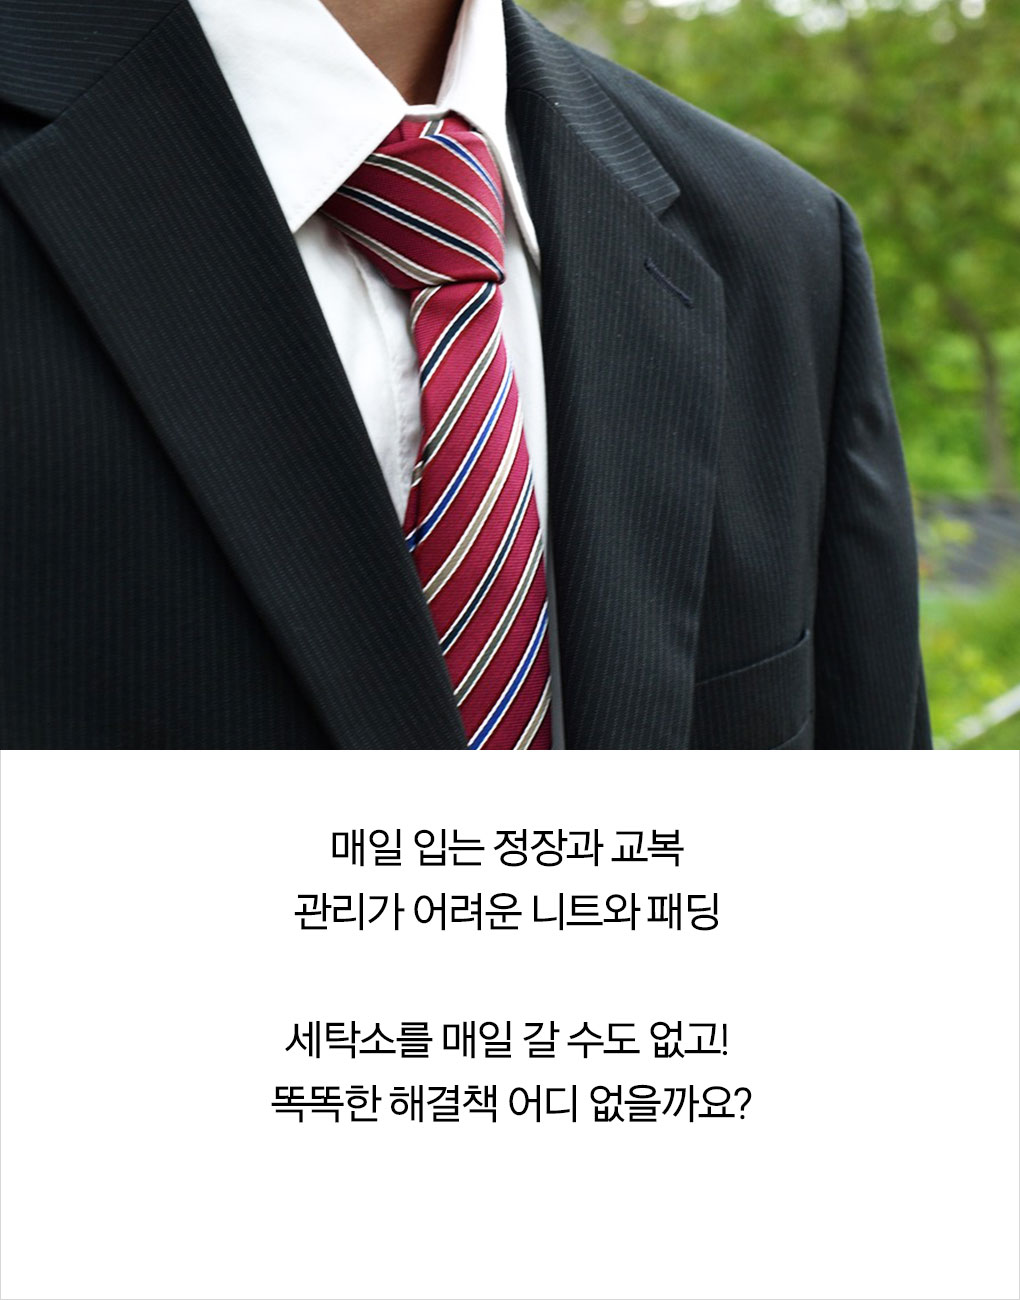 매일 입는 정장과 교복
관리가 어려운 니트와 패딩
세탁소를 매일 갈 수도 없고!
똑똑한 해결책 어디 없을까요?